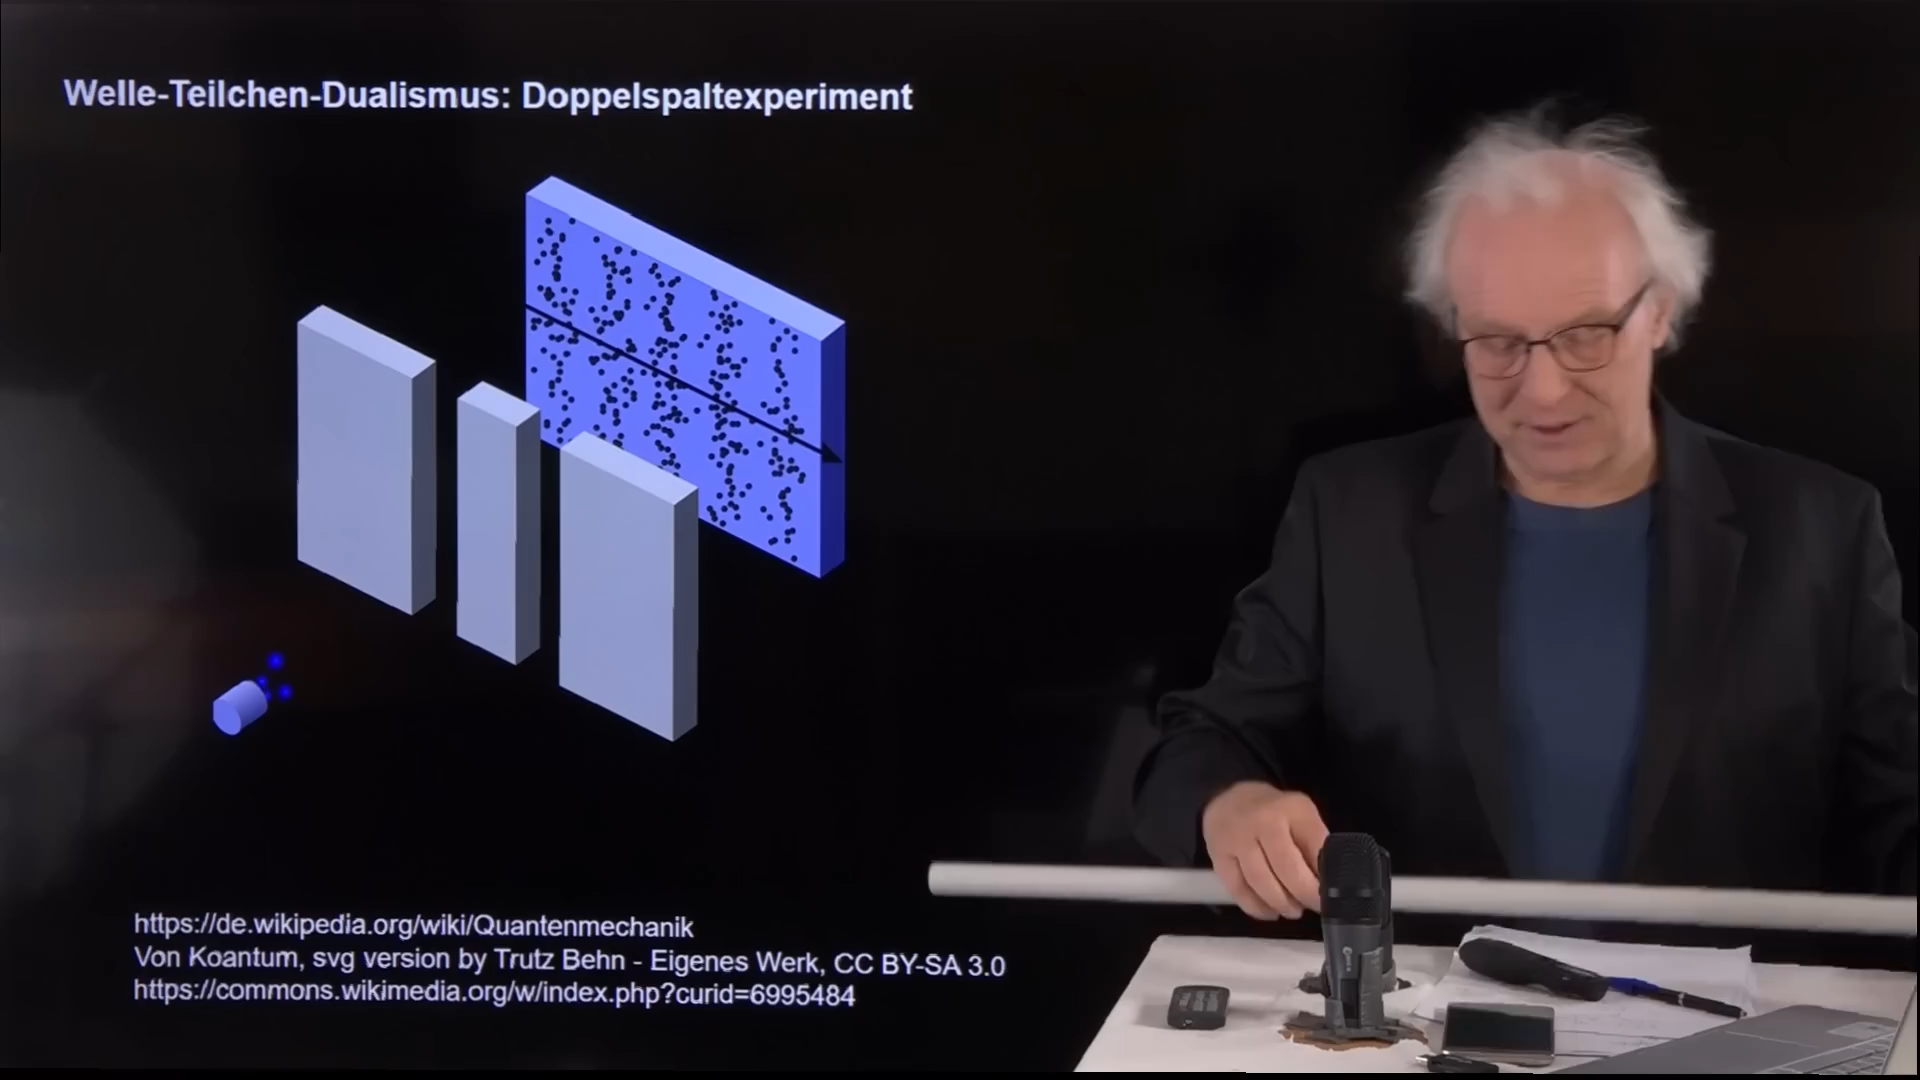 Welle-Teilchen-Dualismus: Doppelspaltexperiment
https://de.wikipedia.org/wiki/Quantenmechanik
Von Koantum, svg version by Trutz Behn - Eigenes Werk, CC BY-SA 3.0
https://commons.wikimedia.org/w/index.php?curid=6995484